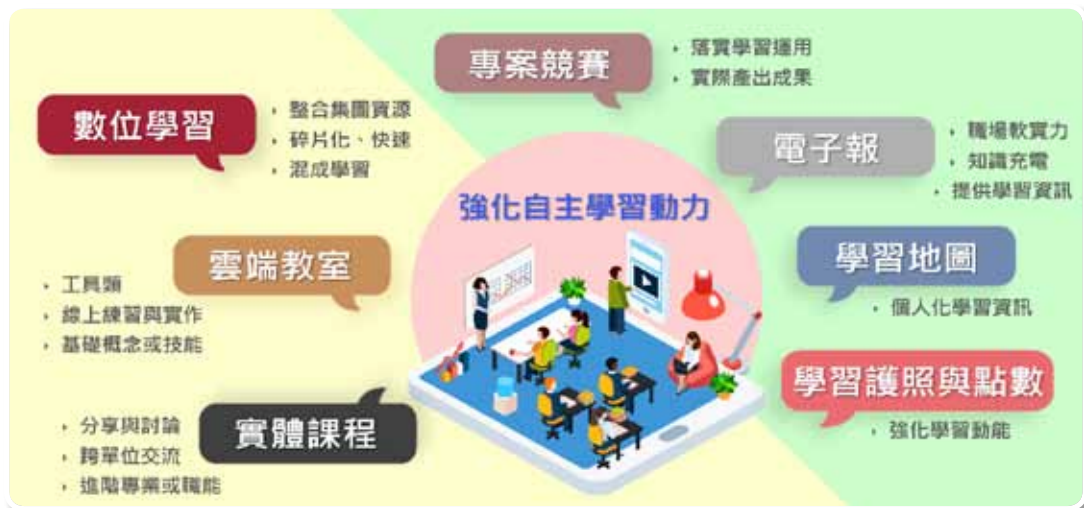 專案競賽
落實學習運用
實際產出成果
數位學習
整合集團資源
碎片化、快速
混成學習
電子報
職場軟實力
知識充電
提供學習資訊
強化自主學習動力
雲端教室
工具類
線上練習與實作
基礎概念或技能
學習地圖
個人化學習資訊
實體課程
分享與討論
跨單位交流
進階專業或職能
學習護照與點數
強化學習動能